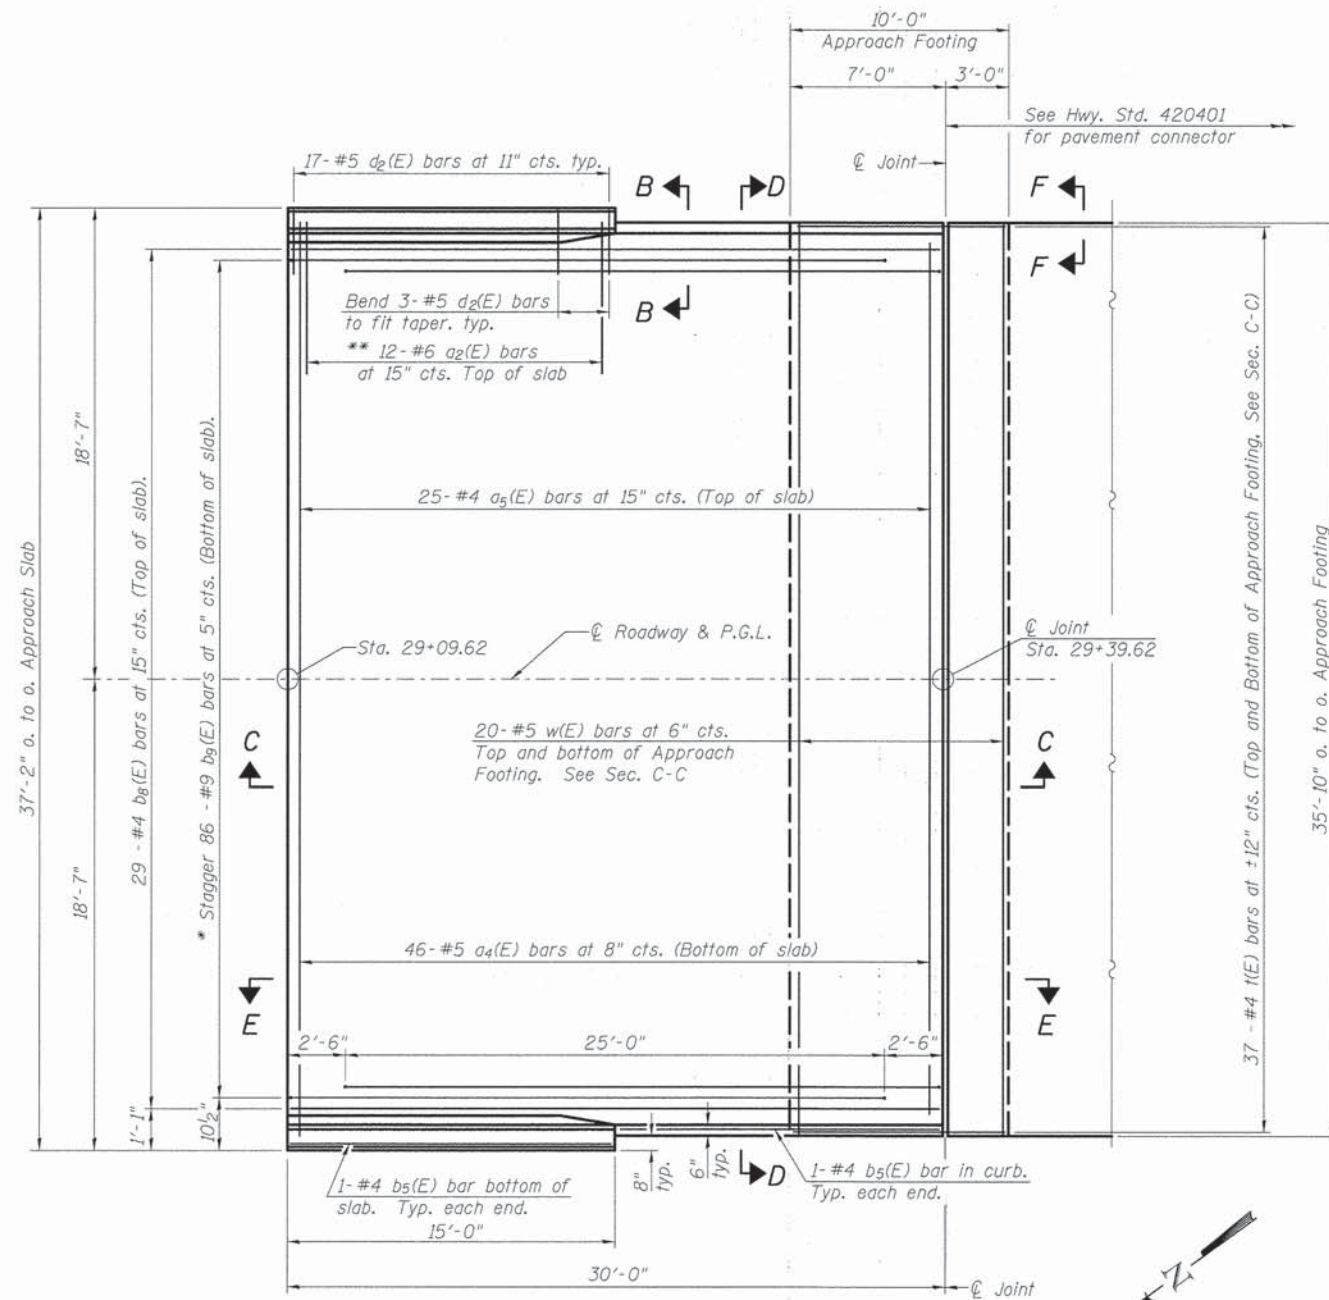 10'-0"
Approach Footing
7'-0"
3'-0"
See Hwy. Std. 420401
for pavement connector
℄ Joint
17- #5 d2(E) bars at 11" cts. typ.
B
D
F
F
B
Bend 3- #5 d2(E) bars
to fit taper. typ.
** 12- #6 a2(E) bars
at 15" cts. Top of slab
37'-2" o. to o. Approach Slab
18'-7"
18'-7"
29 - #4 b8(E) bars at 15" cts. (Top of slab).
* Stagger 86 - #9 b9(E) bars at 5" cts. (Bottom of slab).
25- #4 a5(E) bars at 15" cts. (Top of slab)
℄ Roadway & P.G.L.
Sta. 29+09.62
℄ Joint
Sta. 29+39.62
20- #5 w(E) bars at 6" cts.
Top and bottom of Approach
Footing. See Sec. C-C
C
C
37 - #4 t(E) bars at ±12" cts. (Top and Bottom of Approach Footing, See Sec. C-C)
35'-10" o. to o. Approach Footing
46- #5 a4(E) bars at 8" cts. (Bottom of slab)
E
E
2'-6"
25'-0"
2'-6"
1'-1"
10½"
8"
typ.
6"
typ.
D
1- #4 b5(E) bar bottom of
slab. Typ. each end.
1- #4 b5(E) bar in curb.
Typ. each end.
15'-0"
30'-0"
℄ Joint
N